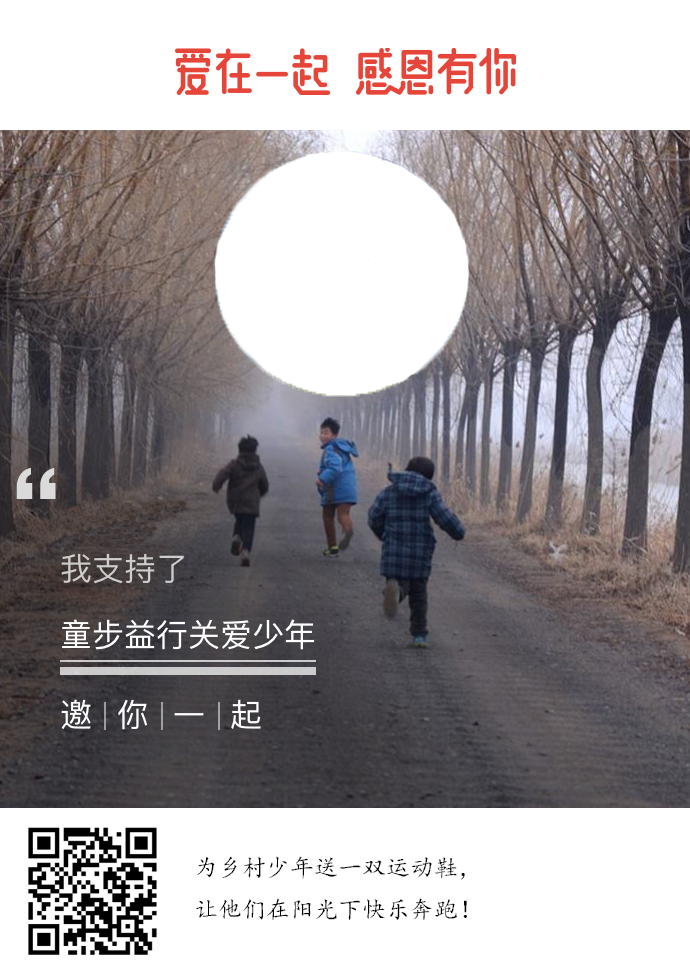 爱在一起 感恩有你
“
我支持了
童步益行关爱少年
邀|你|一|起
为乡村少年送一双运动鞋，
让他们在阳光下快乐奔跑！